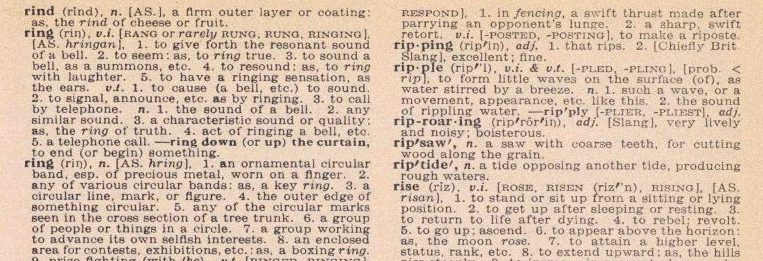 rind (rīnd), n. [AS.], a firm outer layer or coating:
as, the rind of cheese or fruit.
ring (riŋ), v.i. [RANG or rarely RUNG, RUNG, RINGING],
[AS. hringan], 1. to give forth the resonant sound
of a bell. 2. to seem: as, to ring true. 3. to sound a
bell, as a summons, etc. 4. to resound: as, to ring
with laughter. 5. to have a ringing sensation, as
the ears. v.t. 1. to cause (a bell, etc.) to sound.
2. to signal, announce, etc. as by ringing. 3. to call
by telephone. n. 1. the sound of a bell. 2. any
similar sound. 3. a characteristic sound or quality:
as, the ring of truth. 4. act of ringing a bell, etc.
5. a telephone call. —ring down (or up) the curtain,
to end (or begin) something.
ring (riŋ), n. [AS. hring], 1. an ornamental circular
band, esp. of precious metal, worn on a finger. 2.
any of various circular bands: as, a key ring. 3. a
circular line, mark, or figure. 4. the outer edge of
something circular. 5. any of the circular marks
seen in the cross section of a tree trunk. 6. a group
of people or things in a circle. 7. a group working
to advance its own selfish interests. 8. an enclosed
area for contests, exhibitions, etc.: as, a boxing ring.
9. prize fighting (with the). v.t. [RINGED, RINGING],
RESPOND], 1. in fencing, a swift thrust made after
parrying an opponent's lunge. 2. a sharp, swift
retort. v.i. [-POSTED, -POSTING], to make a riposte.
rip·ping (rip'iŋ), adj. 1. that rips. 2. [Chiefly Brit.
Slang], excellent; fine.
rip·ple (rip'l), v.i. & v.t. [-PLED, -PLING], [prob. <
rip], to form little waves on the surface (of), as
water stirred by a breeze. n. 1. such a wave, or a
movement, appearance, etc. like this. 2. the sound
of rippling water. —rip'ply [-PLIER, -PLIEST], adj.
rip-roar·ing (rip'rôr'iŋ), adj. [Slang], very lively
and noisy; boisterous.
rip'saw', n. a saw with coarse teeth, for cutting
wood along the grain.
rip'tide', n. a tide opposing another tide, producing
rough waters.
rise (rīz), v.i. [ROSE, RISEN (riz''n), RISING], [AS.
risan], 1. to stand or sit up from a sitting or lying
position. 2. to get up after sleeping or resting. 3.
to return to life after dying. 4. to rebel; revolt.
5. to go up; ascend. 6. to appear above the horizon:
as, the moon rose. 7. to attain a higher level,
status, rank, etc. 8. to extend upward: as, the hills